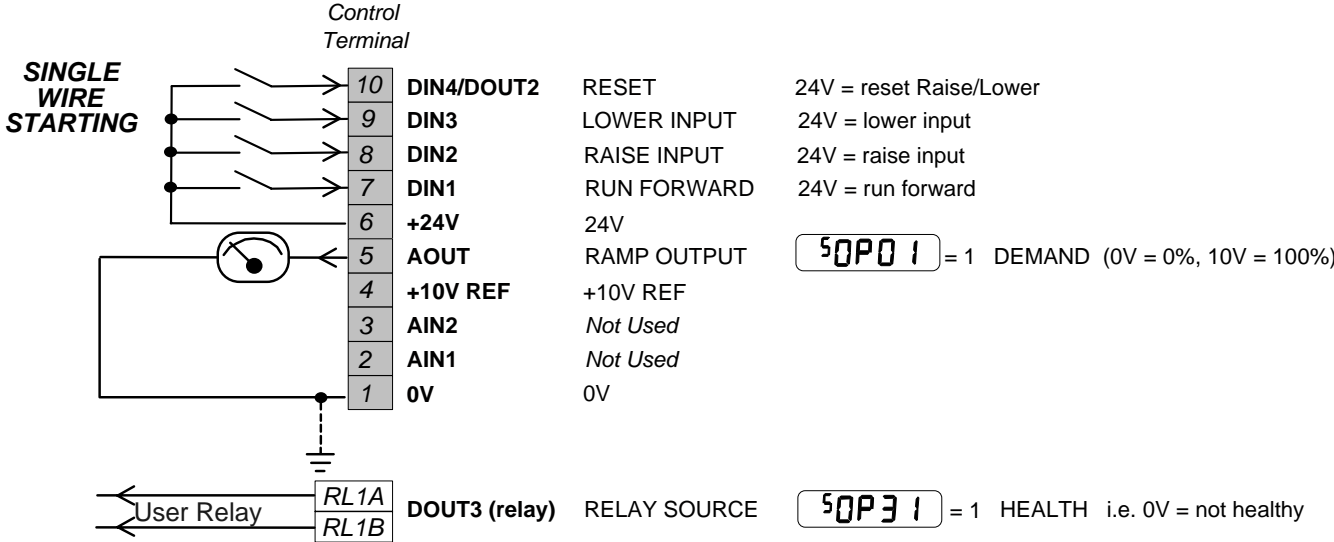 Control
Terminal
SINGLE
WIRE
STARTING
10 DIN4/DOUT2 RESET 24V = reset Raise/Lower
9 DIN3 LOWER INPUT 24V = lower input
8 DIN2 RAISE INPUT 24V = raise input
7 DIN1 RUN FORWARD 24V = run forward
6 +24V 24V
5 AOUT RAMP OUTPUT SOP01 = 1 DEMAND (0V = 0%, 10V = 100%)
4 +10V REF +10V REF
3 AIN2 Not Used
2 AIN1 Not Used
1 0V 0V
User Relay
RL1A
RL1B
DOUT3 (relay) RELAY SOURCE SOP31 = 1 HEALTH i.e. 0V = not healthy